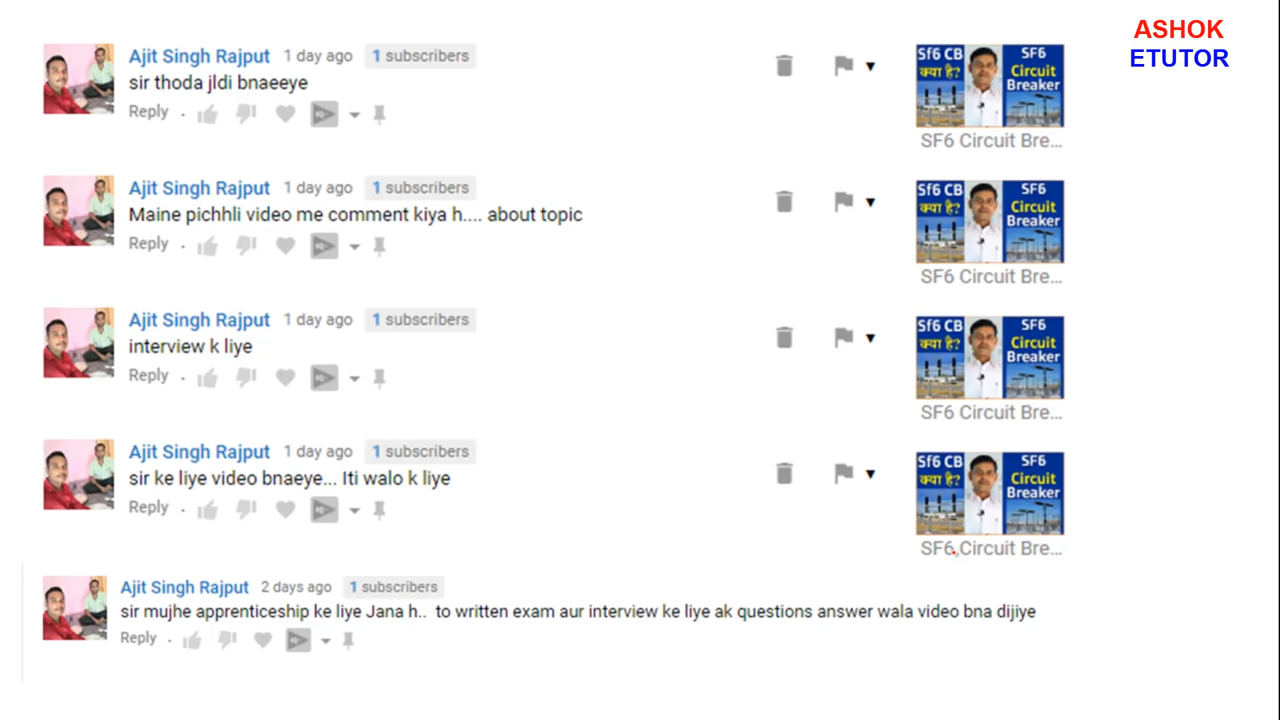 ASHOK
ETUTOR
Ajit Singh Rajput 1 day ago 1 subscribers
sir thoda jldi bnaeeye
Reply
Sf6 CB क्या है? SF6 Circuit Breaker
SF6 Circuit Bre...
Ajit Singh Rajput 1 day ago 1 subscribers
Maine pichhli video me comment kiya h.... about topic
Reply
Sf6 CB क्या है? SF6 Circuit Breaker
SF6 Circuit Bre...
Ajit Singh Rajput 1 day ago 1 subscribers
interview k liye
Reply
Sf6 CB क्या है? SF6 Circuit Breaker
SF6 Circuit Bre...
Ajit Singh Rajput 1 day ago 1 subscribers
sir ke liye video bnaeye... Iti walo k liye
Reply
Sf6 CB क्या है? SF6 Circuit Breaker
SF6 Circuit Bre...
Ajit Singh Rajput 2 days ago 1 subscribers
sir mujhe apprenticeship ke liye Jana h.. to written exam aur interview ke liye ak questions answer wala video bna dijiye
Reply